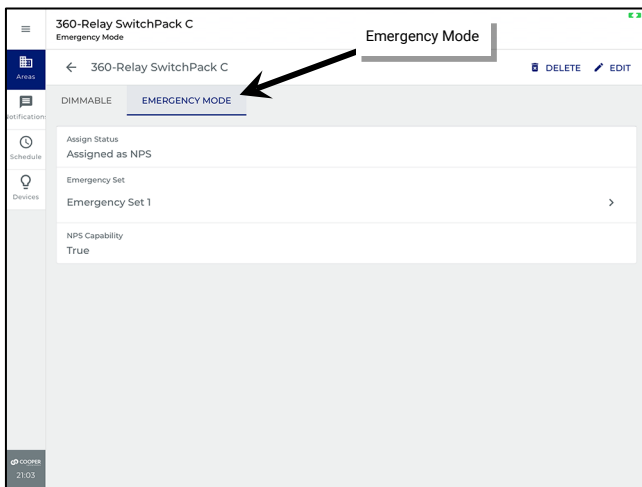 360-Relay SwitchPack C
Emergency Mode
Emergency Mode
Areas
360-Relay SwitchPack C
DELETE
EDIT
Notifications
DIMMABLE
EMERGENCY MODE
Schedule
Assign Status
Assigned as NPS
Devices
Emergency Set
Emergency Set 1
NPS Capability
True
COOPER
21:03